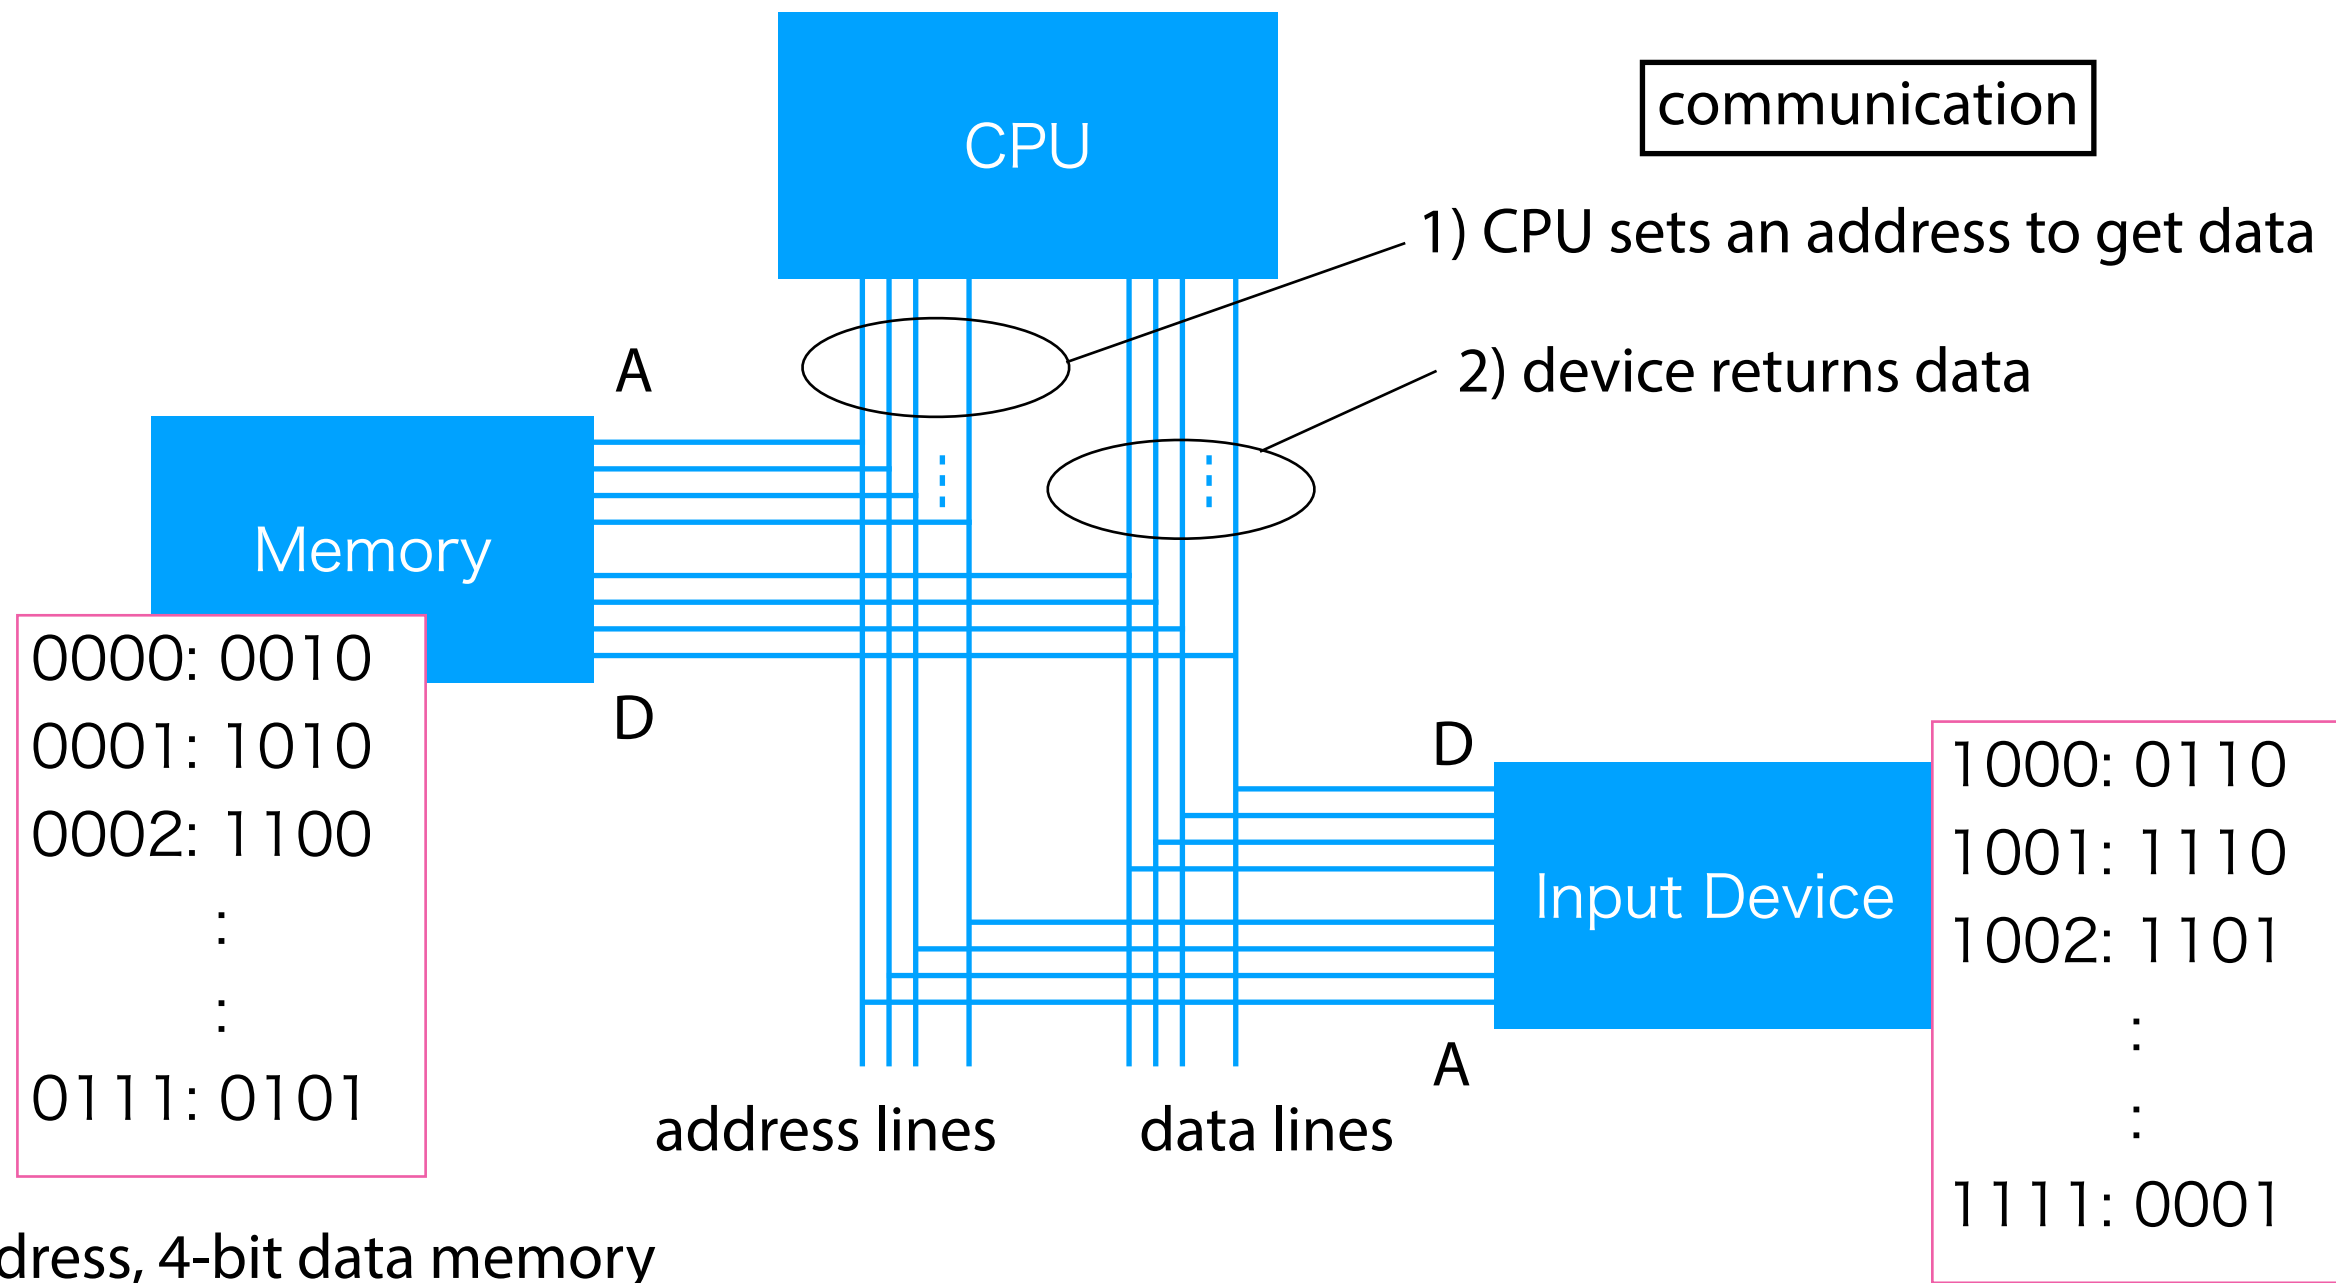 CPU
communication
1) CPU sets an address to get data
2) device returns data
A
Memory
0000: 0010
0001: 1010
0002: 1100
:
:
0111: 0101
D
D
Input Device
1000: 0110
1001: 1110
1002: 1101
:
:
1111: 0001
A
address lines
data lines
4-bit data memory